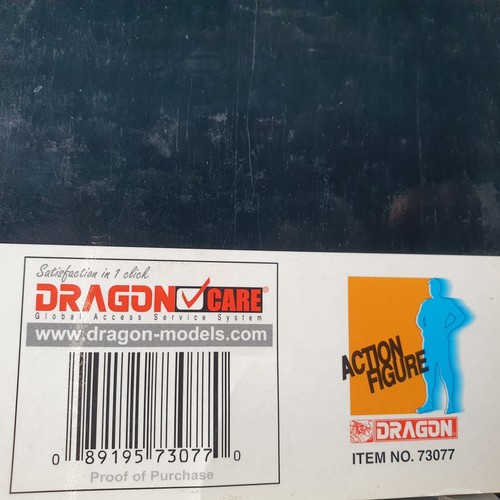 Satisfaction in 1 click
DRAGON CARE®
Global Access Service System
www.dragon-models.com
0 89195 73077 0
Proof of Purchase
ACTION
FIGURE
DRAGON
ITEM NO. 73077